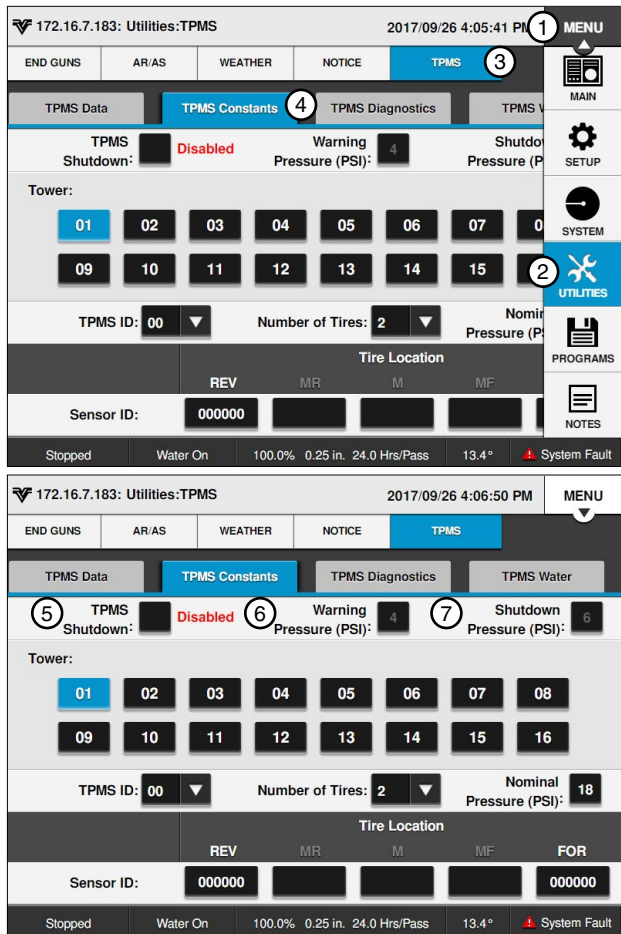 172.16.7.183: Utilities:TPMS 2017/09/26 4:05:41 PM 1 MENU
END GUNS AR/AS WEATHER NOTICE TPMS 3
MAIN
TPMS Data TPMS Constants 4 TPMS Diagnostics TPMS
TPMS Shutdown: Disabled Warning Pressure (PSI): 4 Shutdo Pressure (P
SETUP
Tower:
01 02 03 04 05 06 07 0
SYSTEM
09 10 11 12 13 14 15
2 UTILITIES
TPMS ID: 00 Number of Tires: 2 Nomin Pressure (PS
PROGRAMS
Tire Location
REV MR M MF
Sensor ID: 000000
NOTES
Stopped Water On 100.0% 0.25 in. 24.0 Hrs/Pass 13.4° System Fault
172.16.7.183: Utilities:TPMS 2017/09/26 4:06:50 PM MENU
END GUNS AR/AS WEATHER NOTICE TPMS
TPMS Data TPMS Constants TPMS Diagnostics TPMS Water
5 TPMS Shutdown: Disabled 6 Warning Pressure (PSI): 4 7 Shutdown Pressure (PSI): 6
Tower:
01 02 03 04 05 06 07 08
09 10 11 12 13 14 15 16
TPMS ID: 00 Number of Tires: 2 Nominal Pressure (PSI): 18
Tire Location
REV MR M MF FOR
Sensor ID: 000000 000000
Stopped Water On 100.0% 0.25 in. 24.0 Hrs/Pass 13.4° System Fault